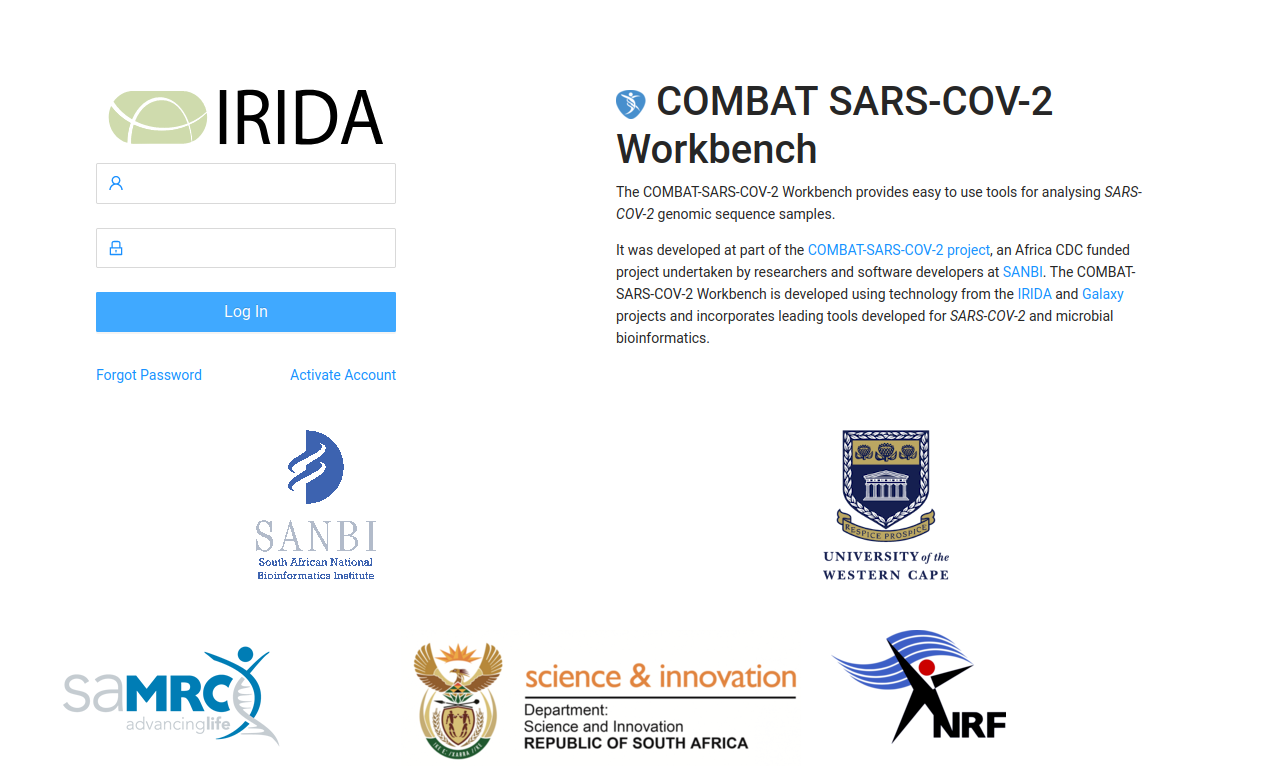 IRIDA
Log In
Forgot Password
Activate Account
COMBAT SARS-COV-2
Workbench
The COMBAT-SARS-COV-2 Workbench provides easy to use tools for analysing SARS-
COV-2 genomic sequence samples.
It was developed at part of the COMBAT-SARS-COV-2 project, an Africa CDC funded
project undertaken by researchers and software developers at SANBI. The COMBAT-
SARS-COV-2 Workbench is developed using technology from the IRIDA and Galaxy
projects and incorporates leading tools developed for SARS-COV-2 and microbial
bioinformatics.
SANBI
South African National
Bioinformatics Institute
RESPICE PROSPICE
UNIVERSITY of the
WESTERN CAPE
saMRC
advancinglife
science & innovation
Department:
Science and Innovation
REPUBLIC OF SOUTH AFRICA
NRF